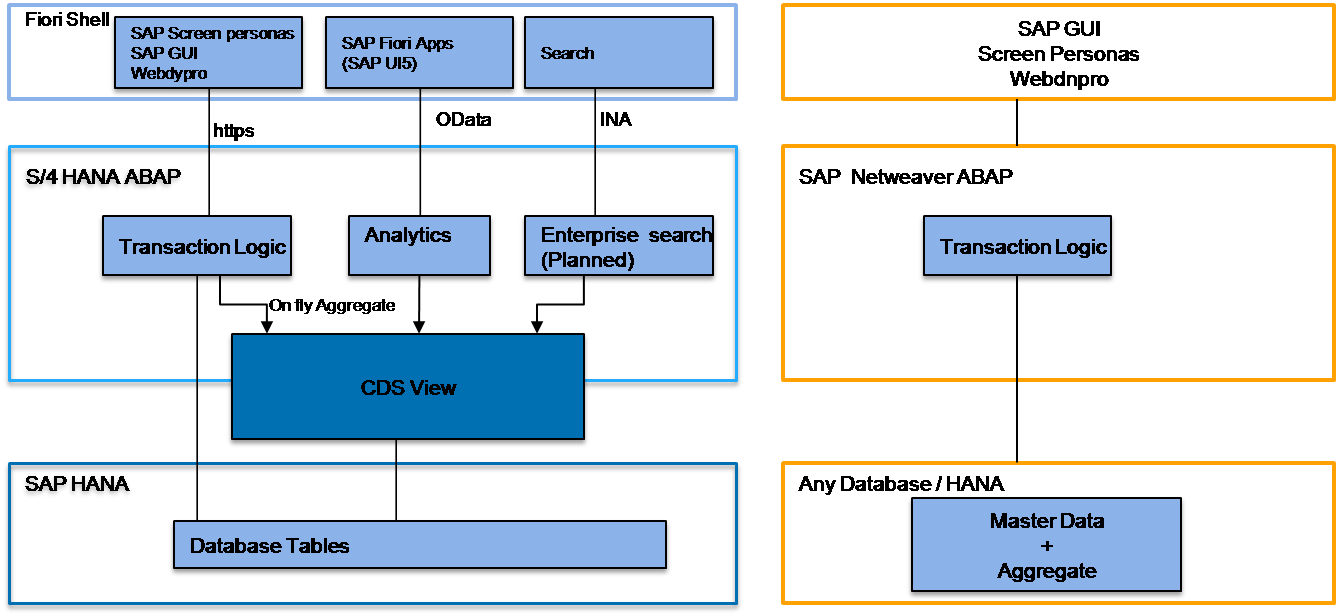 Fiori Shell
SAP Screen personas
SAP GUI
Webdypro
SAP Fiori Apps
(SAP UI5)
Search
https
OData
INA
S/4 HANA ABAP
Transaction Logic
Analytics
Enterprise search
(Planned)
On fly Aggregate
CDS View
SAP HANA
Database Tables
SAP GUI
Screen Personas
Webdnpro
SAP Netweaver ABAP
Transaction Logic
Any Database / HANA
Master Data
+
Aggregate